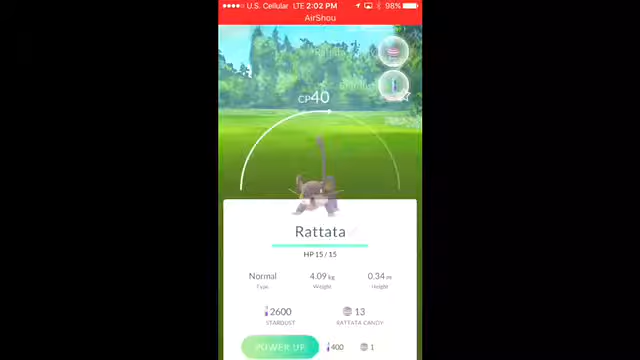 U.S. Cellular LTE 2:02 PM 98%
AirShou
CP40
Rattata
HP 15 / 15
Normal 4.09 kg 0.34 m
Type Weight Height
2600 13
STARDUST RATTATA CANDY
POWER UP 400 1